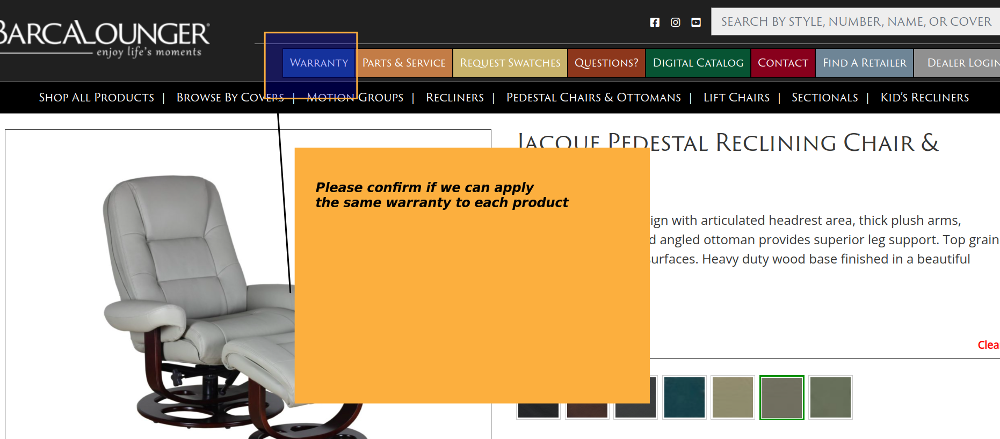 BARCALOUNGER®
enjoy life's moments
SEARCH BY STYLE, NUMBER, NAME, OR COVER
WARRANTY
PARTS & SERVICE
REQUEST SWATCHES
QUESTIONS?
DIGITAL CATALOG
CONTACT
FIND A RETAILER
DEALER LOGIN
SHOP ALL PRODUCTS | BROWSE BY COVERS | MOTION GROUPS | RECLINERS | PEDESTAL CHAIRS & OTTOMANS | LIFT CHAIRS | SECTIONALS | KID'S RECLINERS
JACQUE PEDESTAL RECLINING CHAIR &
Please confirm if we can apply
the same warranty to each product
ign with articulated headrest area, thick plush arms,
d angled ottoman provides superior leg support. Top grain
surfaces. Heavy duty wood base finished in a beautiful
Clea